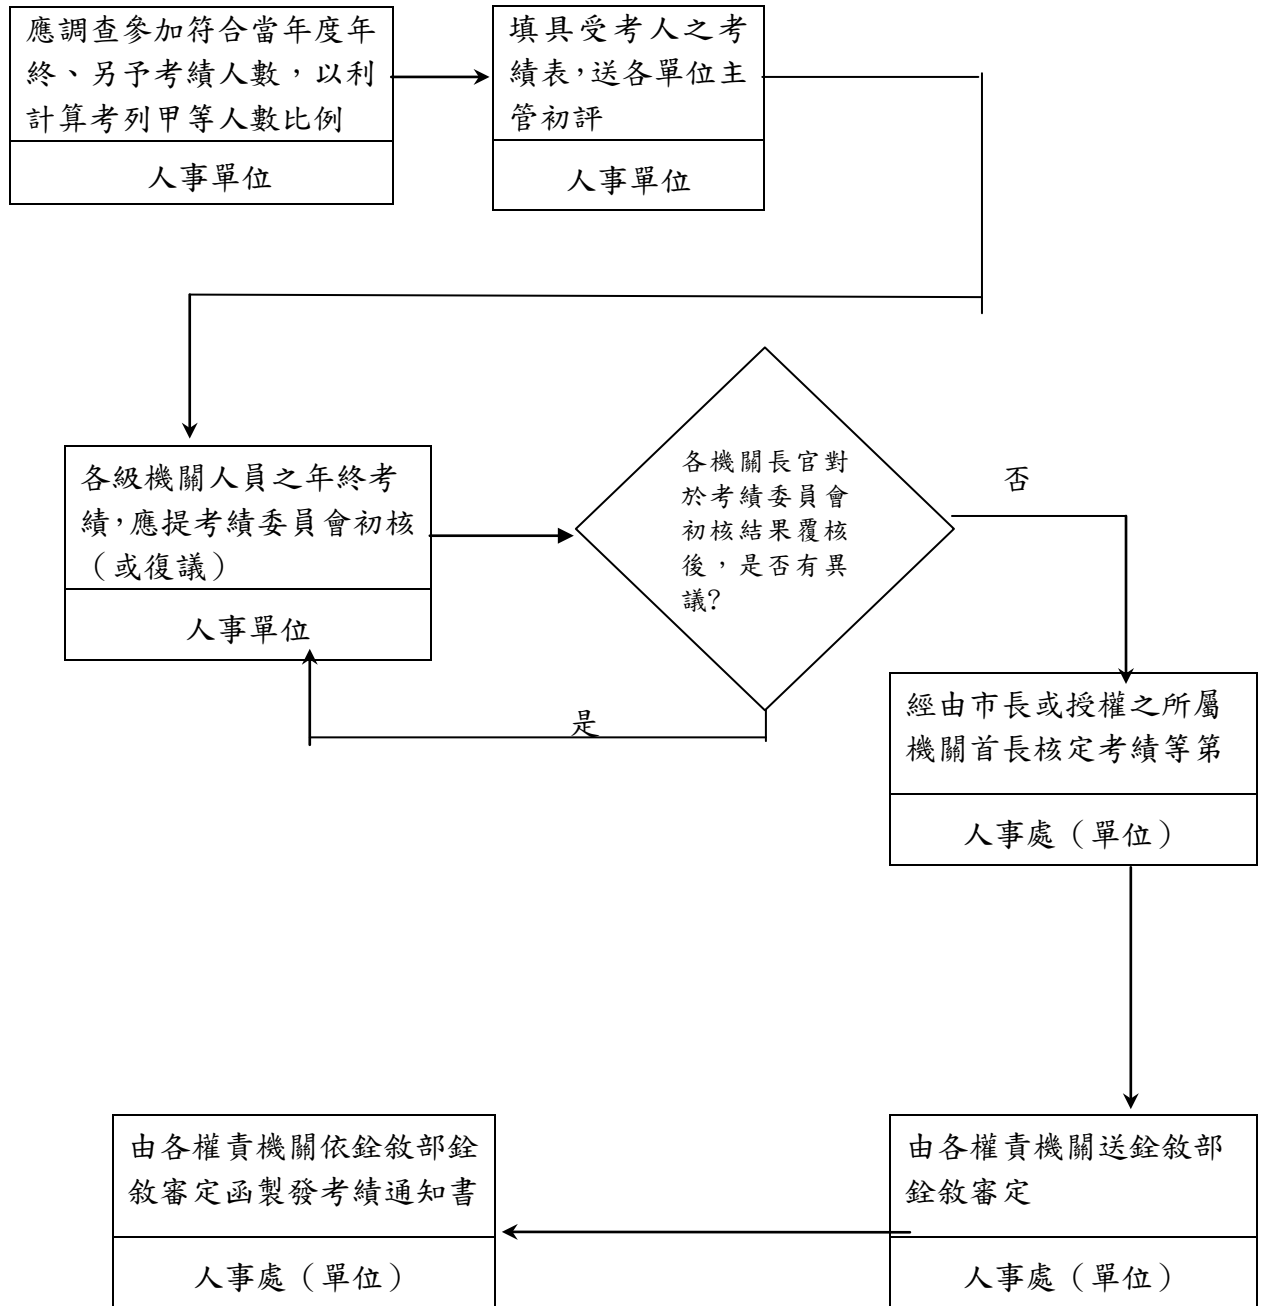 應調查參加符合當年度年
終、另予考績人數，以利
計算考列甲等人數比例
人事單位
填具受考人之考
績表，送各單位主
管初評
人事單位
各級機關人員之年終考
績，應提考績委員會初核
（或復議）
人事單位
各機關長官對
於考績委員會
初核結果覆核
後，是否有異
議?
否
是
經由市長或授權之所屬
機關首長核定考績等第
人事處（單位）
由各權責機關送銓敘部
銓敘審定
人事處（單位）
由各權責機關依銓敘部銓
敘審定函製發考績通知書
人事處（單位）